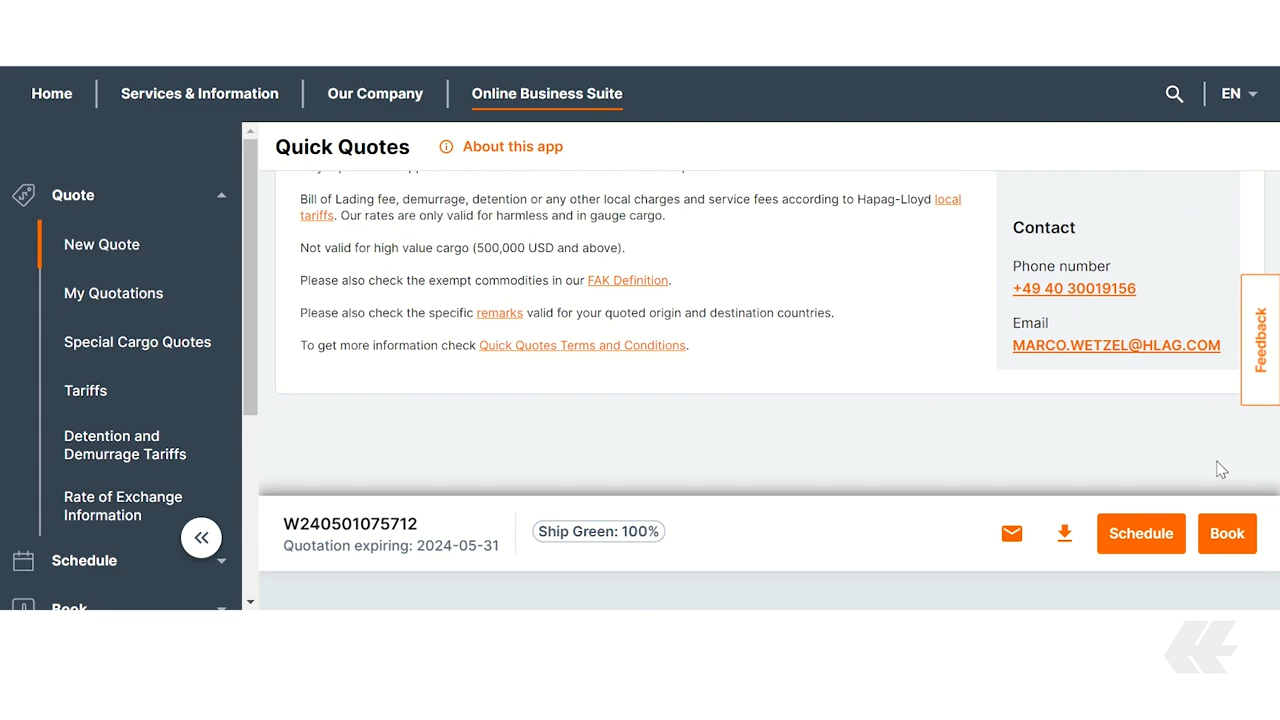 Home
Services & Information
Our Company
Online Business Suite
EN
Quote
New Quote
My Quotations
Special Cargo Quotes
Tariffs
Detention and
Demurrage Tariffs
Rate of Exchange
Information
Schedule
Book
Quick Quotes
About this app
Bill of Lading fee, demurrage, detention or any other local charges and service fees according to Hapag-Lloyd local
tariffs. Our rates are only valid for harmless and in gauge cargo.
Not valid for high value cargo (500,000 USD and above).
Please also check the exempt commodities in our FAK Definition.
Please also check the specific remarks valid for your quoted origin and destination countries.
To get more information check Quick Quotes Terms and Conditions.
Contact
Phone number
+49 40 30019156
Email
MARCO.WETZEL@HLAG.COM
Feedback
W240501075712
Quotation expiring: 2024-05-31
Ship Green: 100%
Schedule
Book